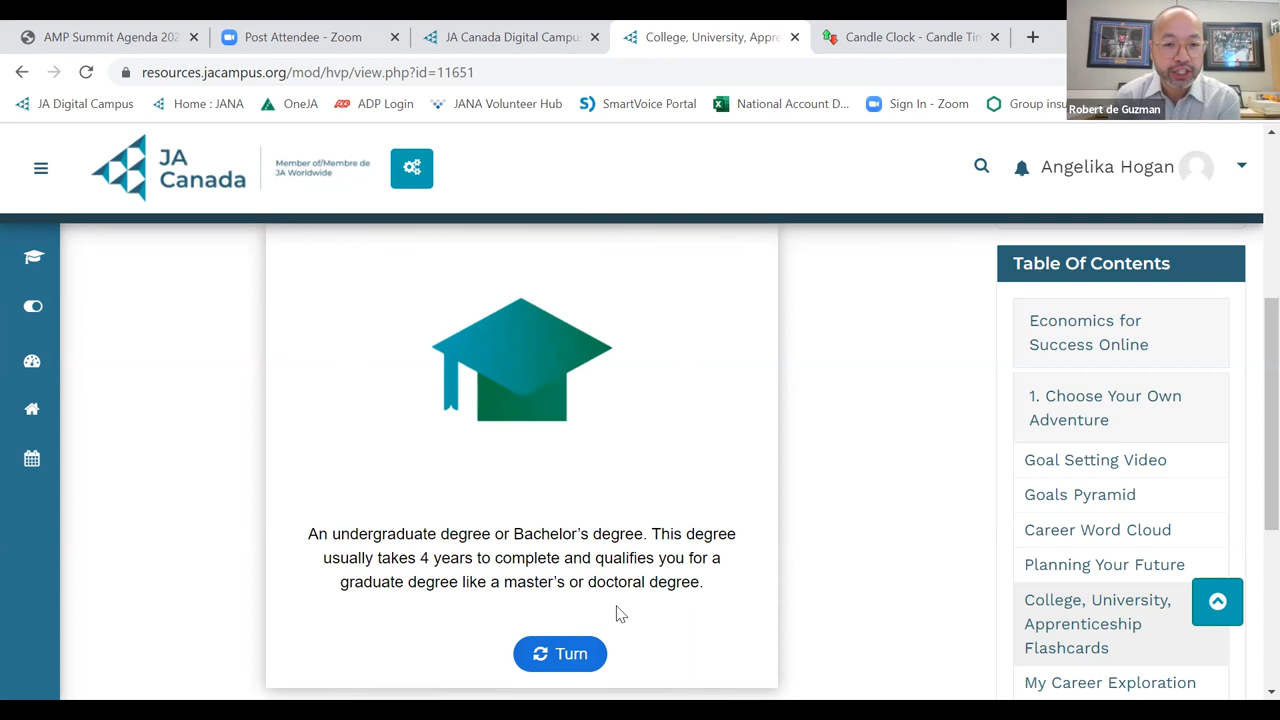 AMP Summit Agenda 202
Post Attendee - Zoom
JA Canada Digital Campu
College, University, Appre
Candle Clock - Candle Tin
resources.jacampus.org/mod/hvp/view.php?id=11651
JA Digital Campus
Home : JANA
OneJA
ADP Login
JANA Volunteer Hub
SmartVoice Portal
National Account D...
Sign In - Zoom
Group insu
Robert de Guzman
JA
Canada
Member of/Membre de
JA Worldwide
Angelika Hogan
An undergraduate degree or Bachelor's degree. This degree
usually takes 4 years to complete and qualifies you for a
graduate degree like a master's or doctoral degree.
Turn
Table Of Contents
Economics for
Success Online
1. Choose Your Own
Adventure
Goal Setting Video
Goals Pyramid
Career Word Cloud
Planning Your Future
College, University,
Apprenticeship
Flashcards
My Career Exploration